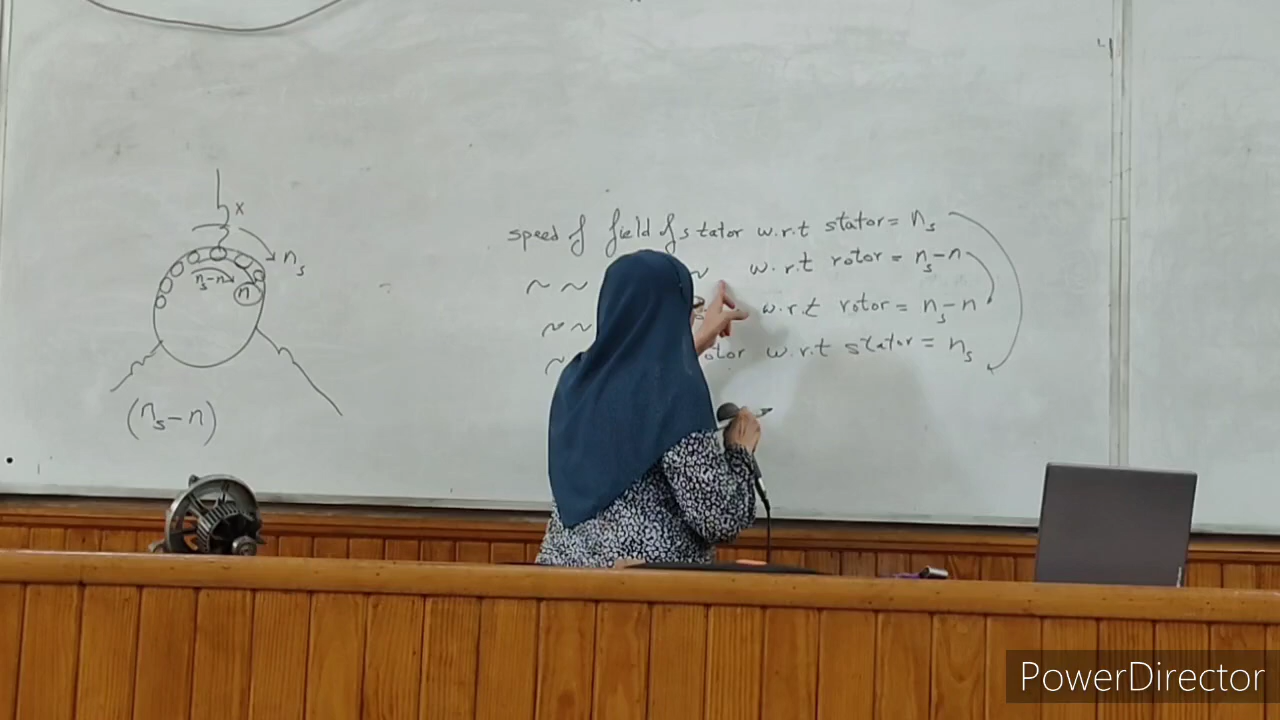 speed of field of stator w.r.t stator = nₛ
~ ~ ~ w.r.t rotor = nₛ-n
~ ~ w.r.t rotor = nₛ-n
~ rotor w.r.t stator = nₛ
x
nₛ
nₛ-n
n
(nₛ-n)
PowerDirector